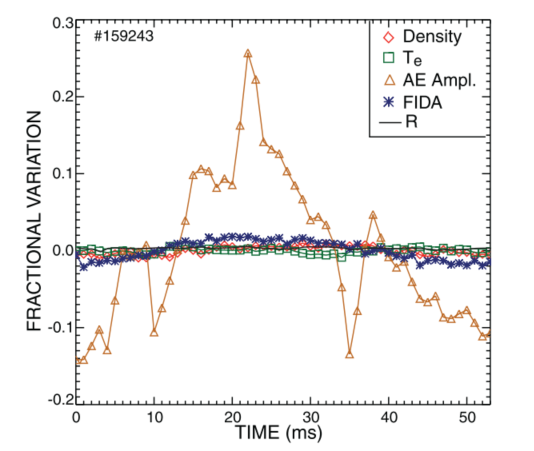 0.3
#159243
Density
Te
AE Ampl.
FIDA
R
0.2
0.1
0.0
-0.1
-0.2
FRACTIONAL VARIATION
0 10 20 30 40 50
TIME (ms)